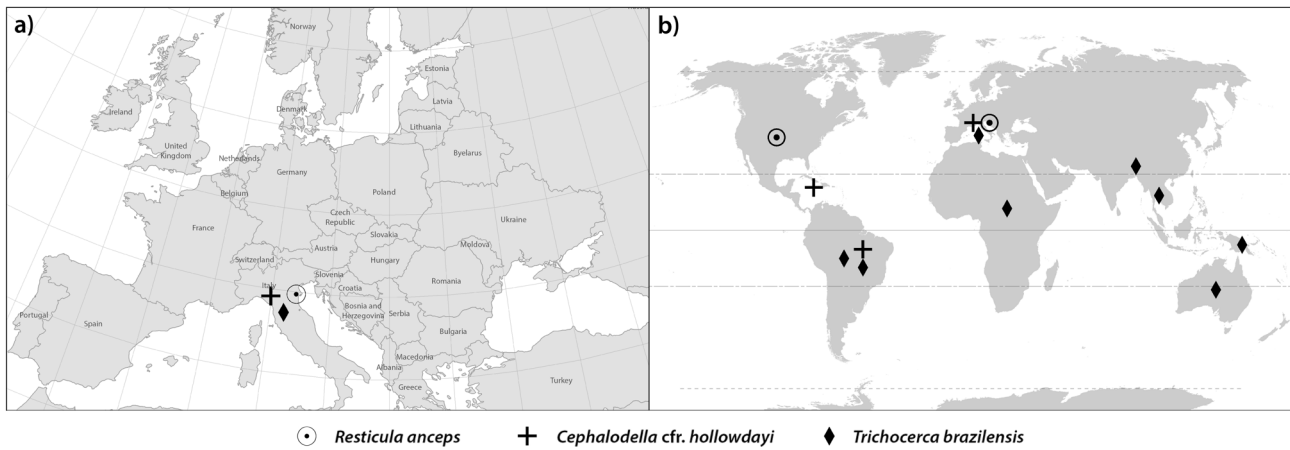 a)
Norway
Estonia
Latvia
Ireland
Denmark
Lithuania
United
Kingdom
Netherlands
Byelarus
Belgium
Germany
Poland
Ukraine
France
Czech
Republic
Slovakia
Austria
Moldova
Switzerland
Hungary
Slovenia
Romania
Italy
Croatia
Portugal
Spain
Bosnia and
Herzegovina
Serbia
Bulgaria
Macedonia
Albania
Greece
Turkey
b)
Resticula anceps
Cephalodella cfr. hollowdayi
Trichocerca brazilensis